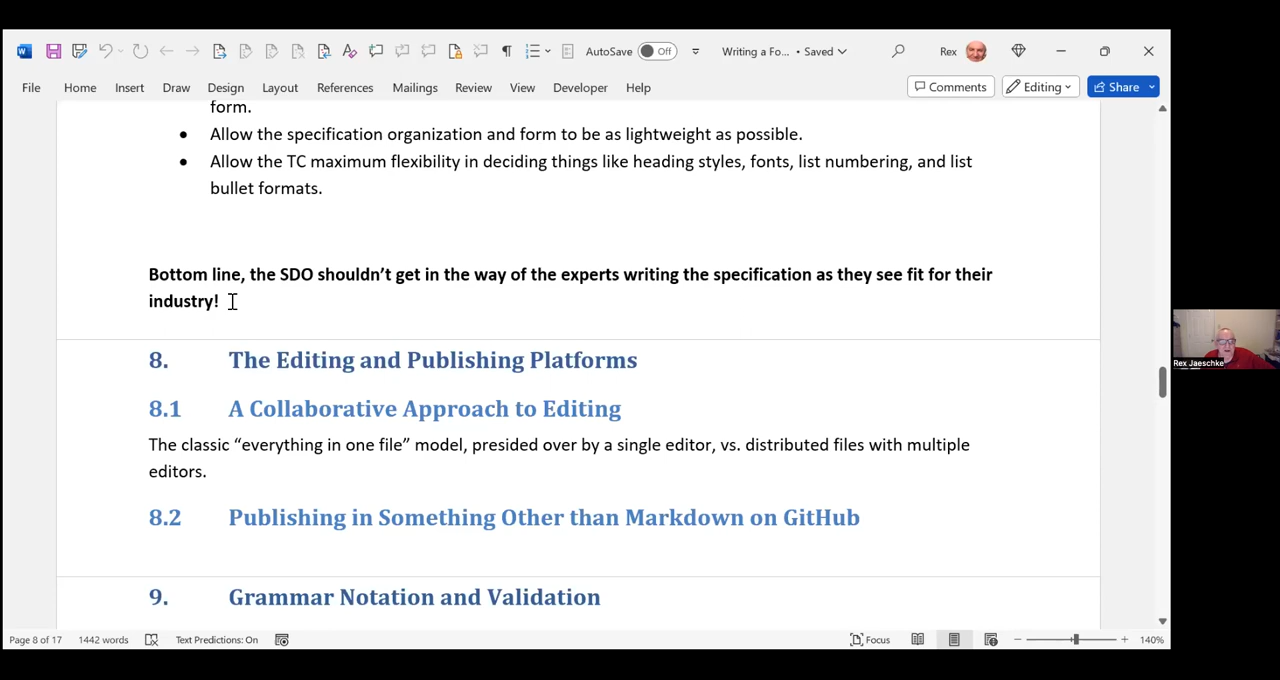 AutoSave Off Writing a Fo... • Saved Rex
File Home Insert Draw Design Layout References Mailings Review View Developer Help Comments Editing Share
form.
• Allow the specification organization and form to be as lightweight as possible.
• Allow the TC maximum flexibility in deciding things like heading styles, fonts, list numbering, and list
bullet formats.
Bottom line, the SDO shouldn’t get in the way of the experts writing the specification as they see fit for their
industry!
8. The Editing and Publishing Platforms
8.1 A Collaborative Approach to Editing
The classic “everything in one file” model, presided over by a single editor, vs. distributed files with multiple
editors.
8.2 Publishing in Something Other than Markdown on GitHub
9. Grammar Notation and Validation
Rex Jaeschke
Page 8 of 17 1442 words Text Predictions: On Focus 140%